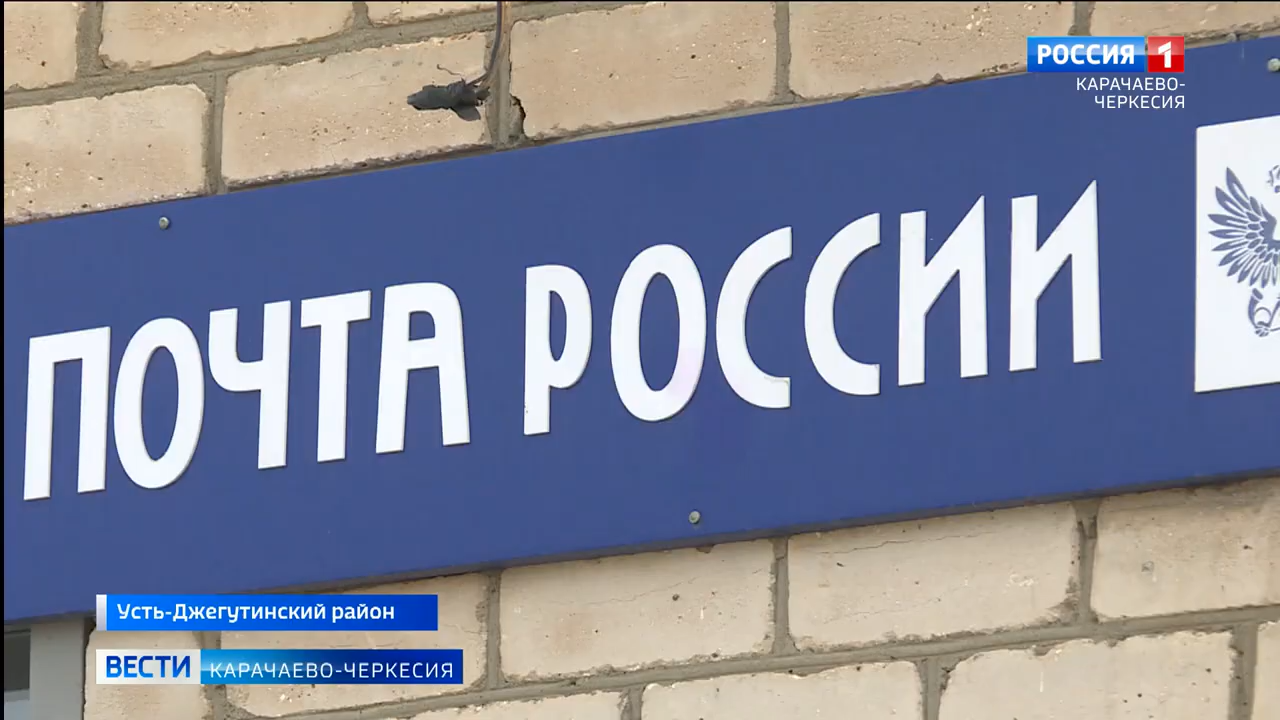 РОССИЯ 1
КАРАЧАЕВО-
ЧЕРКЕСИЯ
ПОЧТА РОССИИ
Усть-Джегутинский район
ВЕСТИ КАРАЧАЕВО-ЧЕРКЕСИЯ